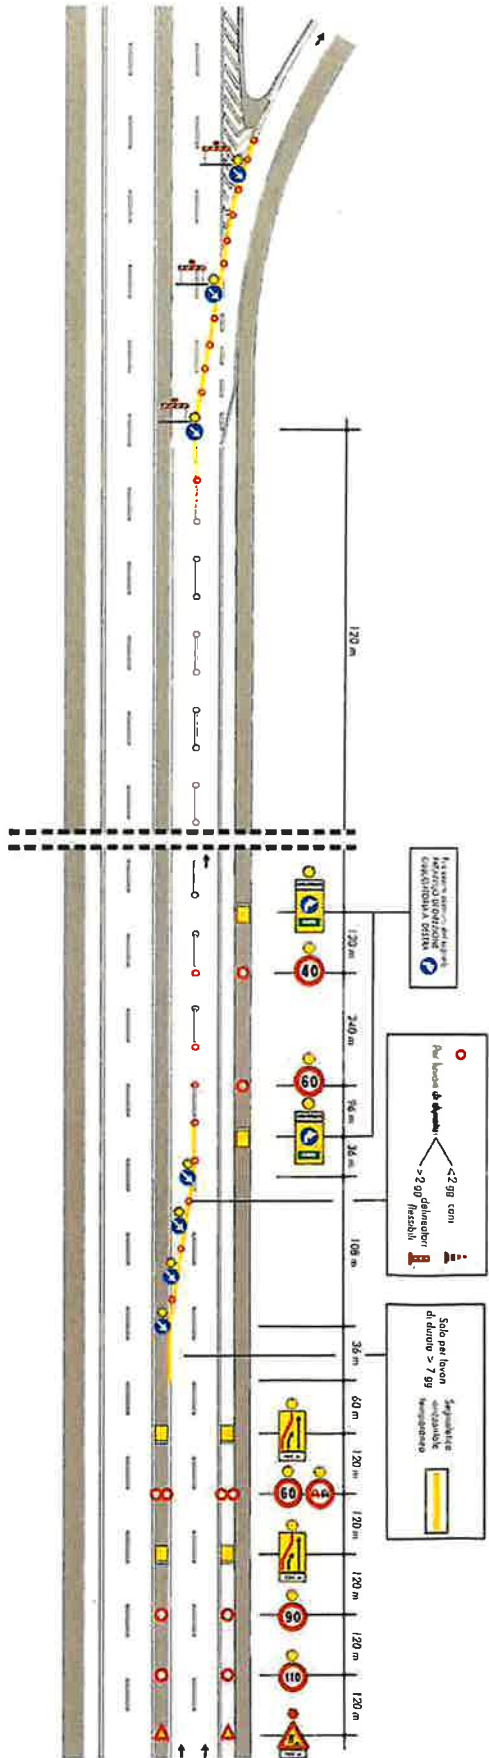 120 m
OBBLIGATORIA A DESTRA
120 m
40
240 m
60
96 m
36 m
Per lavori di durata:
<2 gg coni
>2 gg delineatori
flessibili
108 m
36 m
Solo per lavori
di durata > 7 gg
Segnaletica
orizzontale
temporanea
60 m
120 m
60
120 m
120 m
90
120 m
110
120 m